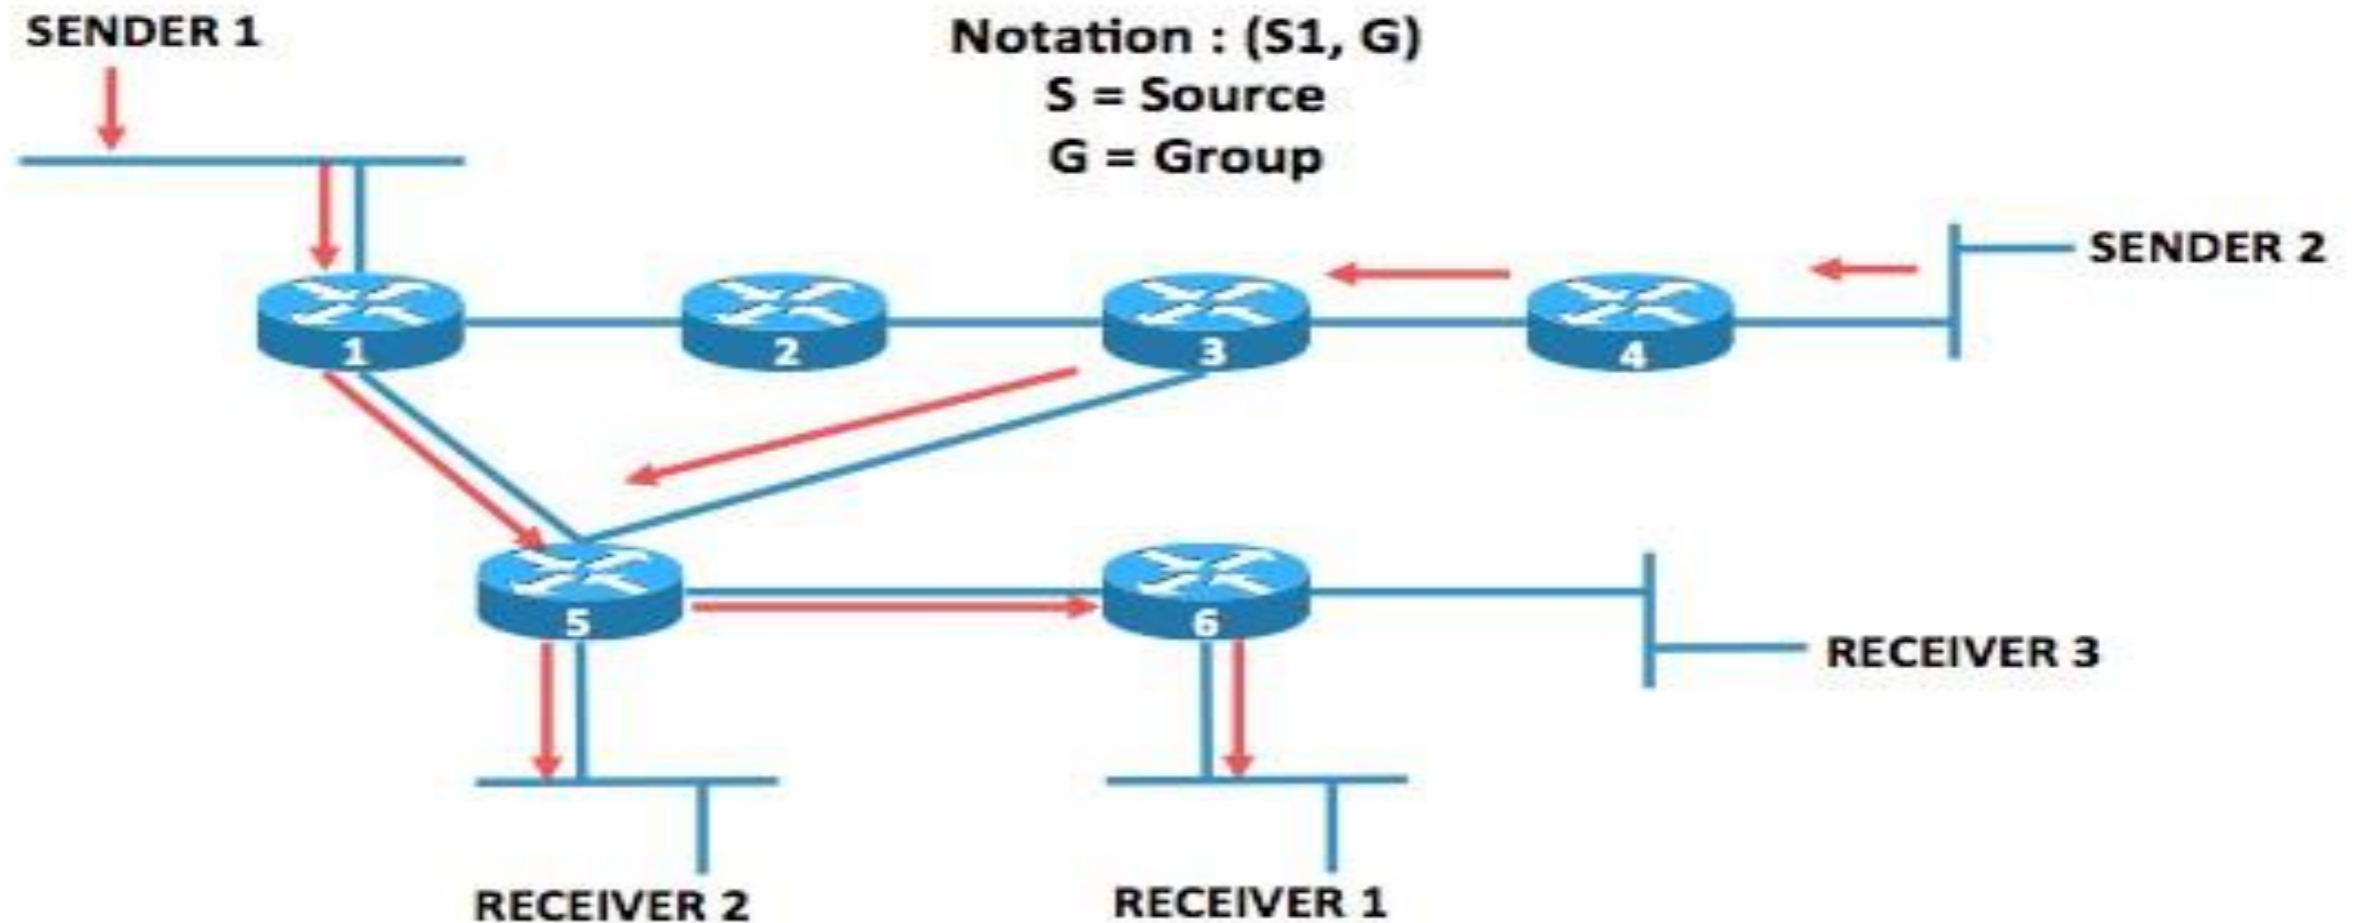 SENDER 1
Notation : (S1, G)
S = Source
G = Group
SENDER 2
1
2
3
4
5
6
RECEIVER 3
RECEIVER 2
RECEIVER 1